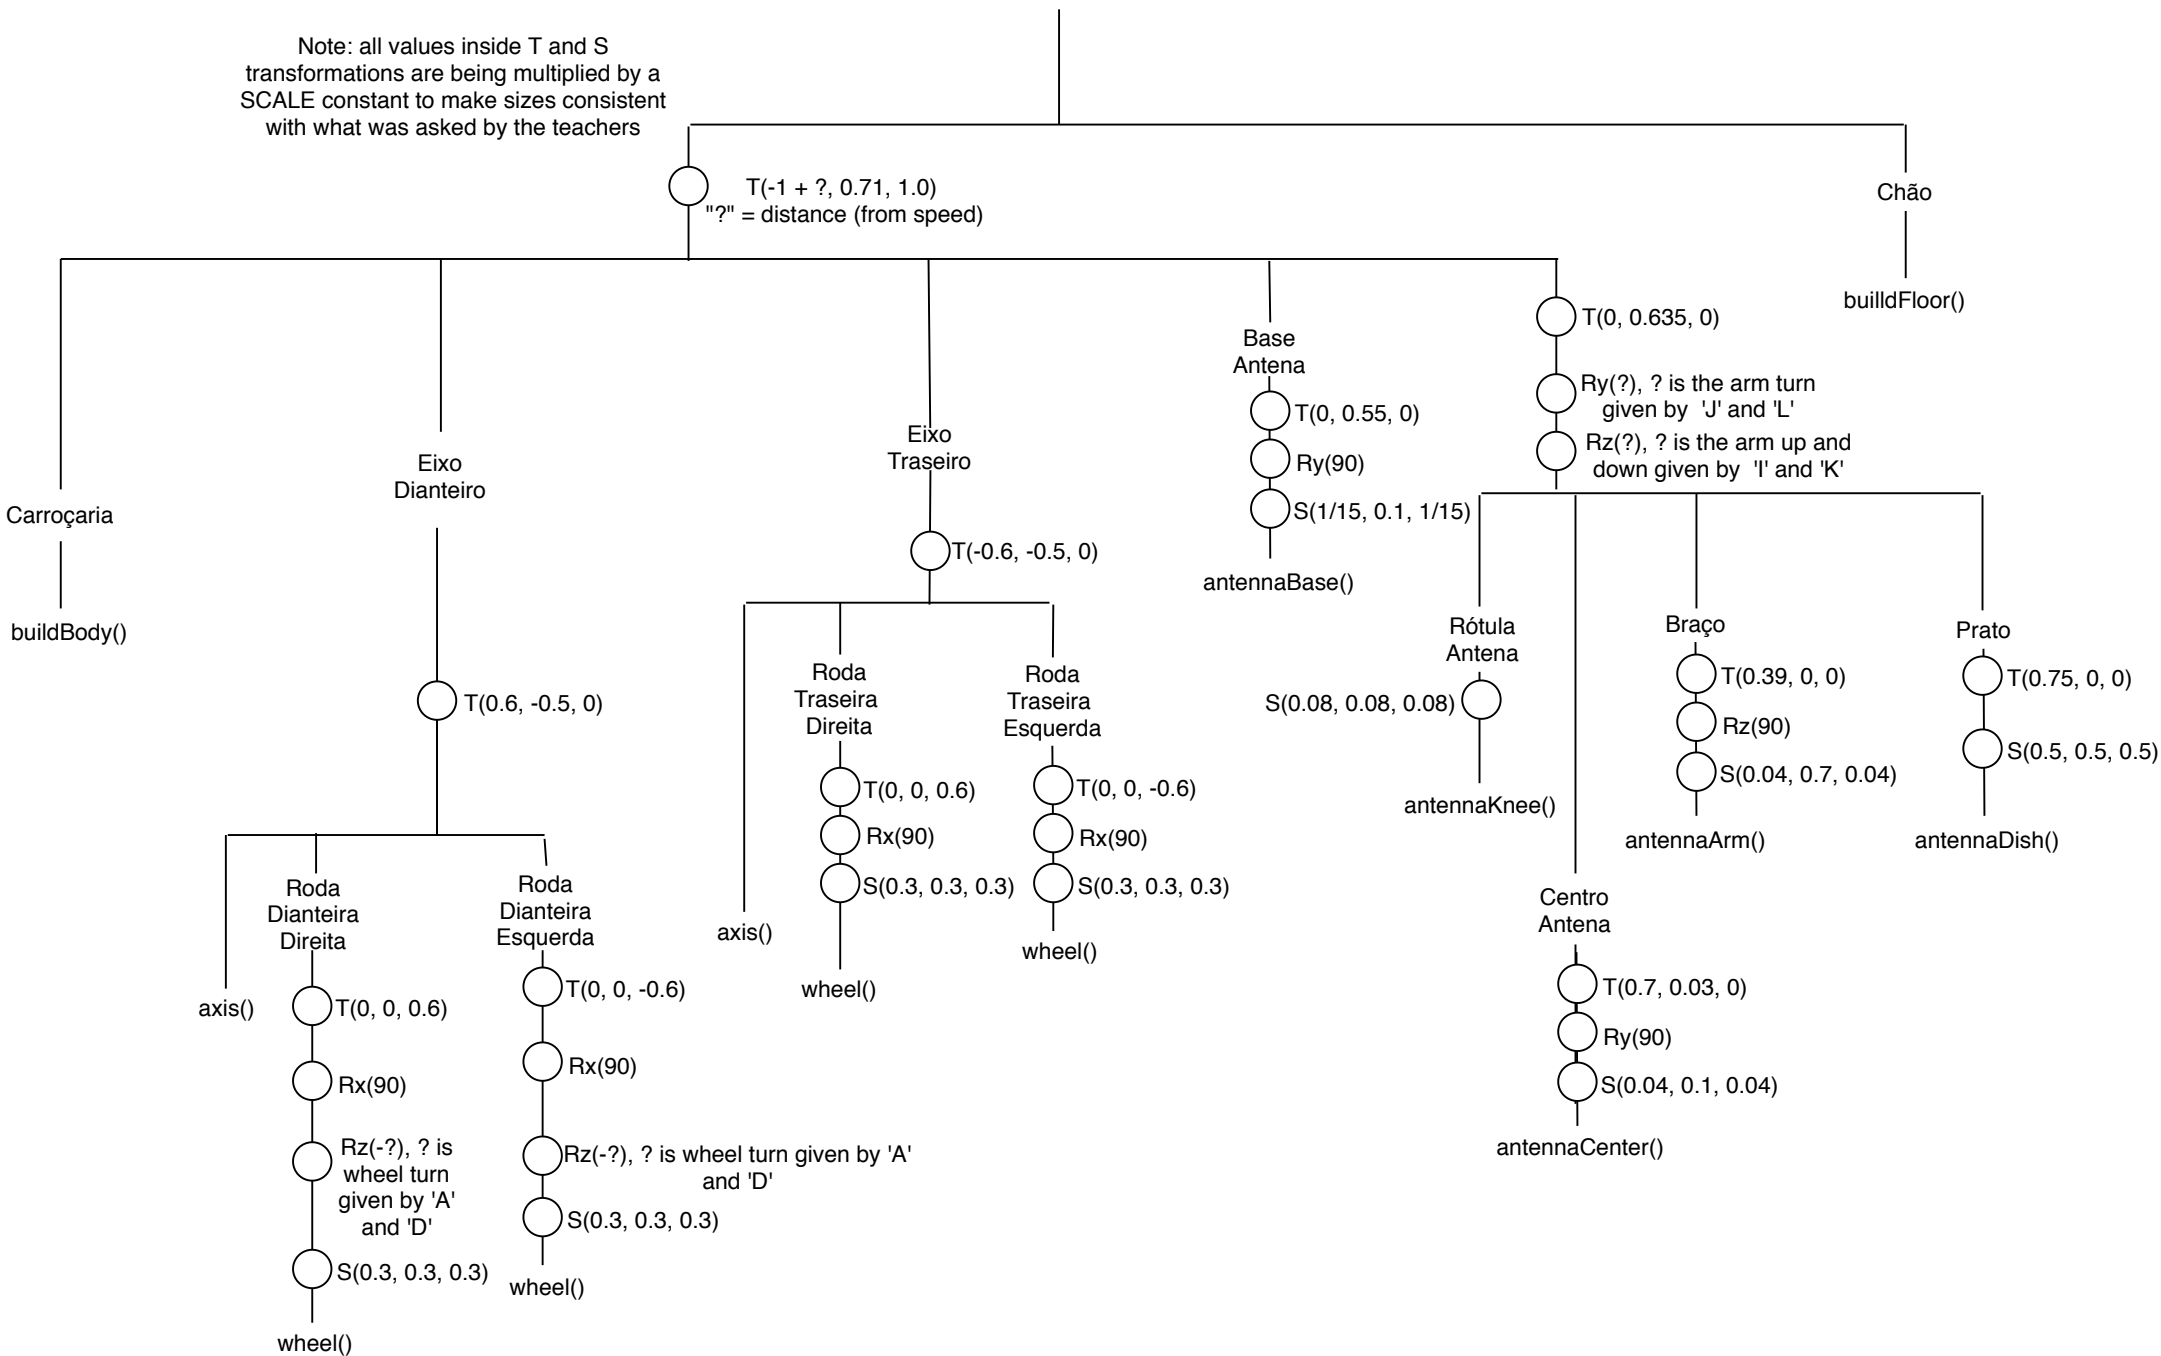 Note: all values inside T and S
transformations are being multiplied by a
SCALE constant to make sizes consistent
with what was asked by the teachers
T(-1 + ?, 0.71, 1.0)
"?" = distance (from speed)
Chão
builldFloor()
Carroçaria
buildBody()
Eixo
Dianteiro
T(0.6, -0.5, 0)
axis()
Roda
Dianteira
Direita
T(0, 0, 0.6)
Rx(90)
Rz(-?), ? is
wheel turn
given by 'A'
and 'D'
S(0.3, 0.3, 0.3)
wheel()
Roda
Dianteira
Esquerda
T(0, 0, -0.6)
Rx(90)
Rz(-?), ? is wheel turn given by 'A'
and 'D'
S(0.3, 0.3, 0.3)
wheel()
Eixo
Traseiro
T(-0.6, -0.5, 0)
axis()
Roda
Traseira
Direita
T(0, 0, 0.6)
Rx(90)
S(0.3, 0.3, 0.3)
wheel()
Roda
Traseira
Esquerda
T(0, 0, -0.6)
Rx(90)
S(0.3, 0.3, 0.3)
wheel()
Base
Antena
T(0, 0.55, 0)
Ry(90)
S(1/15, 0.1, 1/15)
antennaBase()
T(0, 0.635, 0)
Ry(?), ? is the arm turn
given by 'J' and 'L'
Rz(?), ? is the arm up and
down given by 'I' and 'K'
Rótula
Antena
S(0.08, 0.08, 0.08)
antennaKnee()
Centro
Antena
T(0.7, 0.03, 0)
Ry(90)
S(0.04, 0.1, 0.04)
antennaCenter()
Braço
T(0.39, 0, 0)
Rz(90)
S(0.04, 0.7, 0.04)
antennaArm()
Prato
T(0.75, 0, 0)
S(0.5, 0.5, 0.5)
antennaDish()